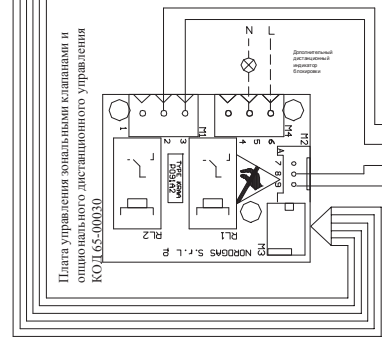 Плата управления зональными клапанами и
опционального дистанционного управления
КОД 65-00030
N L
Дополнительный
дистанционный
индикатор
блокировки
1 2 3 M1
4 5 6 M4
M2
A 7 8 9
RL2
RL1
M3
NORDGAS S.r.L